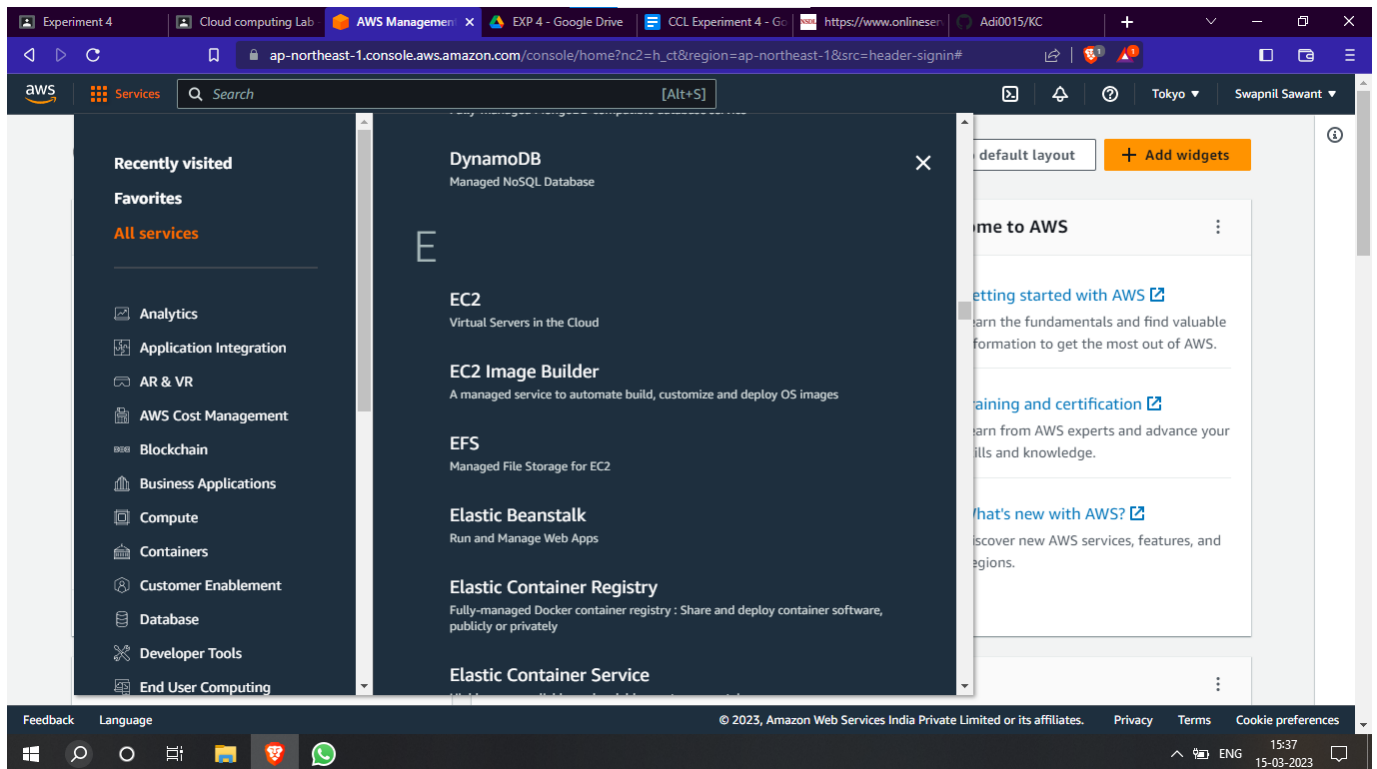 Experiment 4
Cloud computing Lab
AWS Management
EXP 4 - Google Drive
CCL Experiment 4 - Go
https://www.onlineser
Adi0015/KC
ap-northeast-1.console.aws.amazon.com/console/home?nc2=h_ct&region=ap-northeast-1&src=header-signin#
aws
Services
Search
[Alt+S]
Tokyo
Swapnil Sawant
Recently visited
Favorites
All services
Analytics
Application Integration
AR & VR
AWS Cost Management
Blockchain
Business Applications
Compute
Containers
Customer Enablement
Database
Developer Tools
End User Computing
DynamoDB
Managed NoSQL Database
E
EC2
Virtual Servers in the Cloud
EC2 Image Builder
A managed service to automate build, customize and deploy OS images
EFS
Managed File Storage for EC2
Elastic Beanstalk
Run and Manage Web Apps
Elastic Container Registry
Fully-managed Docker container registry : Share and deploy container software,
publicly or privately
Elastic Container Service
default layout
+ Add widgets
me to AWS
etting started with AWS
earn the fundamentals and find valuable
formation to get the most out of AWS.
raining and certification
earn from AWS experts and advance your
ills and knowledge.
hat's new with AWS?
iscover new AWS services, features, and
egions.
Feedback
Language
© 2023, Amazon Web Services India Private Limited or its affiliates.
Privacy
Terms
Cookie preferences
ENG
15:37
15-03-2023